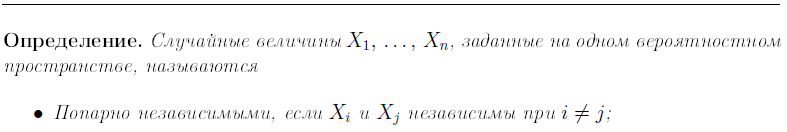 Определение. Случайные величины X₁, …, Xₙ, заданные на одном вероятностном
пространстве, называются
• Попарно независимыми, если Xᵢ и Xⱼ независимы при i ≠ j;